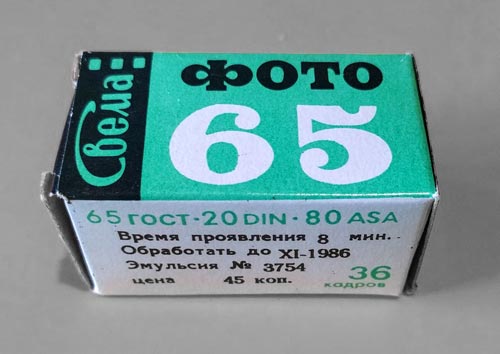 Свема
ФОТО
65
65 ГОСТ·20 DIN·80 ASA
Время проявления 8 мин.
Обработать до XI-1986
Эмульсия № 3754
цена 45 коп.
36
кадров